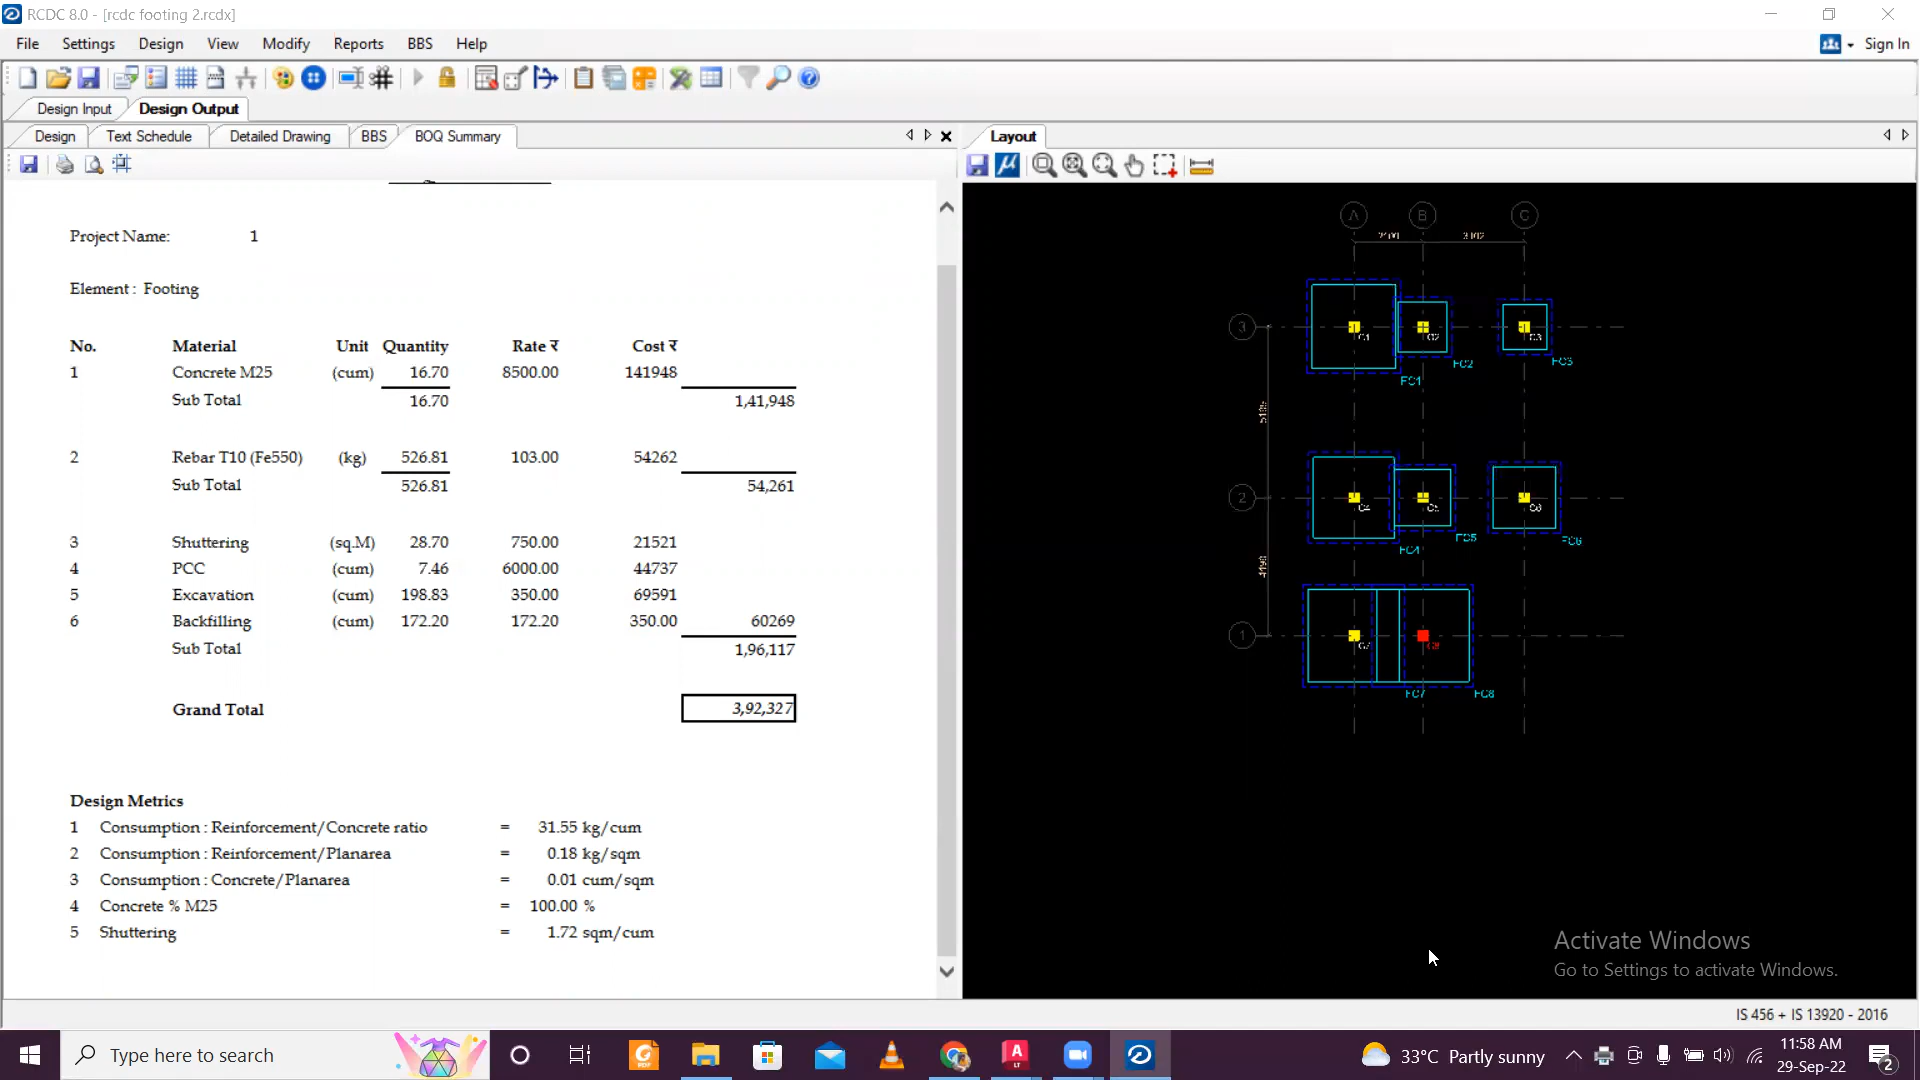 RCDC 8.0 - [rcdc footing 2.rcdx]
File Settings Design View Modify Reports BBS Help
Sign In
Design Input Design Output
Design Text Schedule Detailed Drawing BBS BOQ Summary
Layout
Project Name: 1
Element : Footing
No. Material Unit Quantity Rate ₹ Cost ₹
1 Concrete M25 (cum) 16.70 8500.00 141948
Sub Total 16.70 1,41,948
2 Rebar T10 (Fe550) (kg) 526.81 103.00 54262
Sub Total 526.81 54,261
3 Shuttering (sq.M) 28.70 750.00 21521
4 PCC (cum) 7.46 6000.00 44737
5 Excavation (cum) 198.83 350.00 69591
6 Backfilling (cum) 172.20 172.20 350.00 60269
Sub Total 1,96,117
Grand Total 3,92,327
Design Metrics
1 Consumption : Reinforcement/Concrete ratio = 31.55 kg/cum
2 Consumption : Reinforcement/Planarea = 0.18 kg/sqm
3 Consumption : Concrete/Planarea = 0.01 cum/sqm
4 Concrete % M25 = 100.00 %
5 Shuttering = 1.72 sqm/cum
A B C
3 C1 C2 C3
FC1 FC2 FC3
2 C4 C5 C6
FC4 FC5 FC6
1 C7 C8
FC7 FC8
Activate Windows
Go to Settings to activate Windows.
IS 456 + IS 13920 - 2016
Type here to search
33°C Partly sunny
11:58 AM
29-Sep-22
2